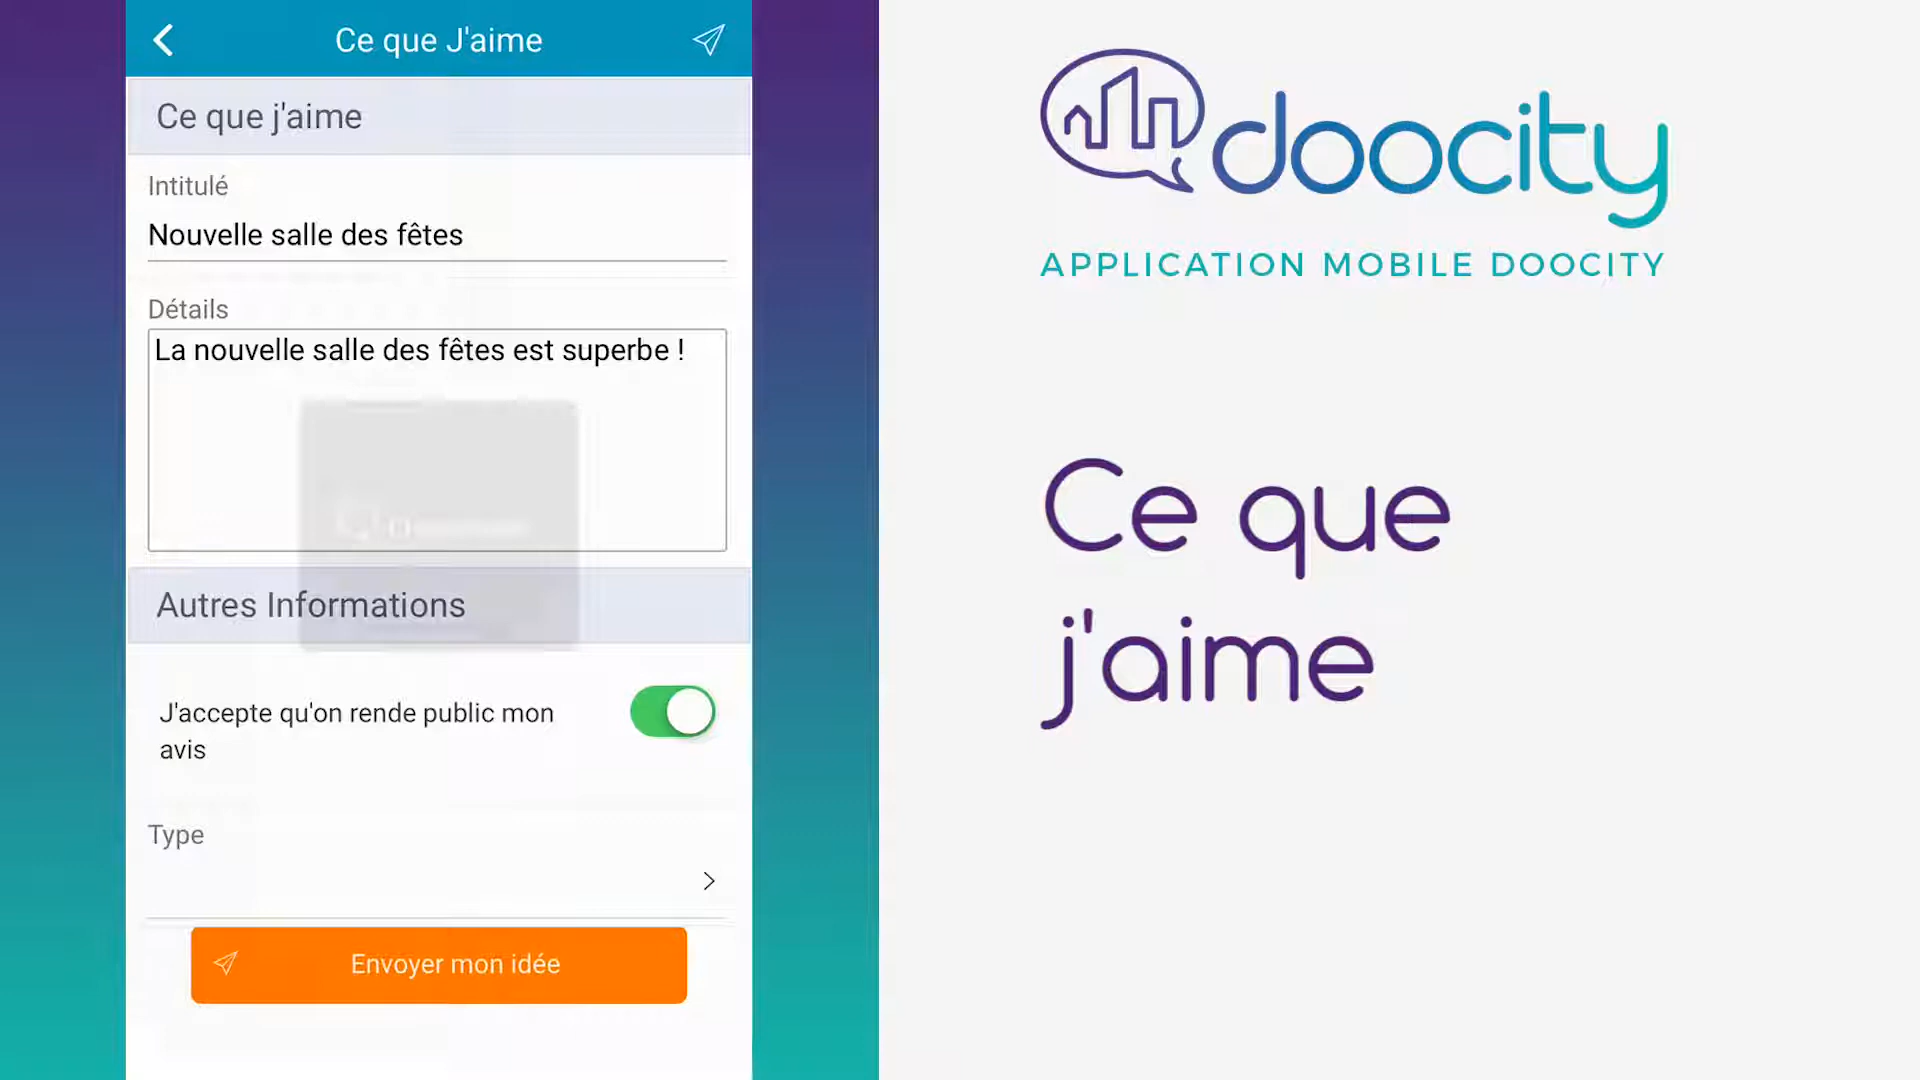 Ce que J'aime
Ce que j'aime
Intitulé
Nouvelle salle des fêtes
Détails
La nouvelle salle des fêtes est superbe !
Autres Informations
J'accepte qu'on rende public mon
avis
Type
Envoyer mon idée
doocity
APPLICATION MOBILE DOOCITY
Ce que
j'aime